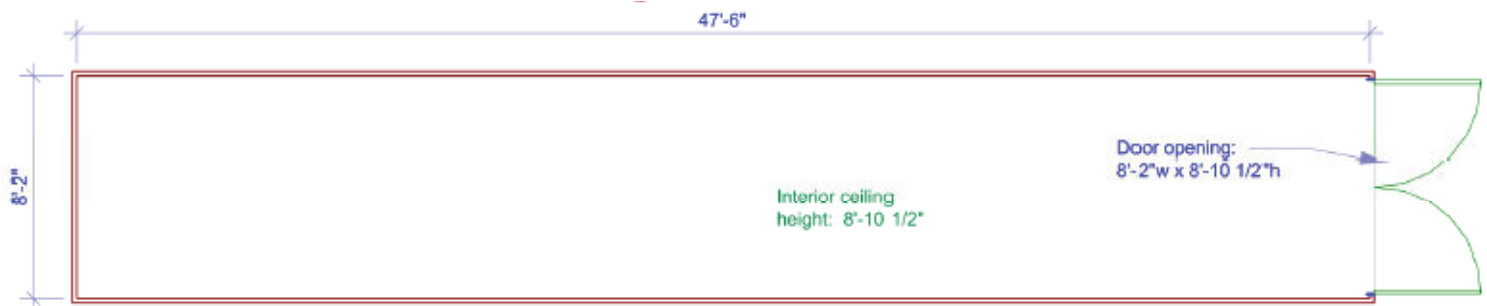 47'-6"
8'-2"
Door opening:
8'-2"w x 8'-10 1/2"h
Interior ceiling
height: 8'-10 1/2"